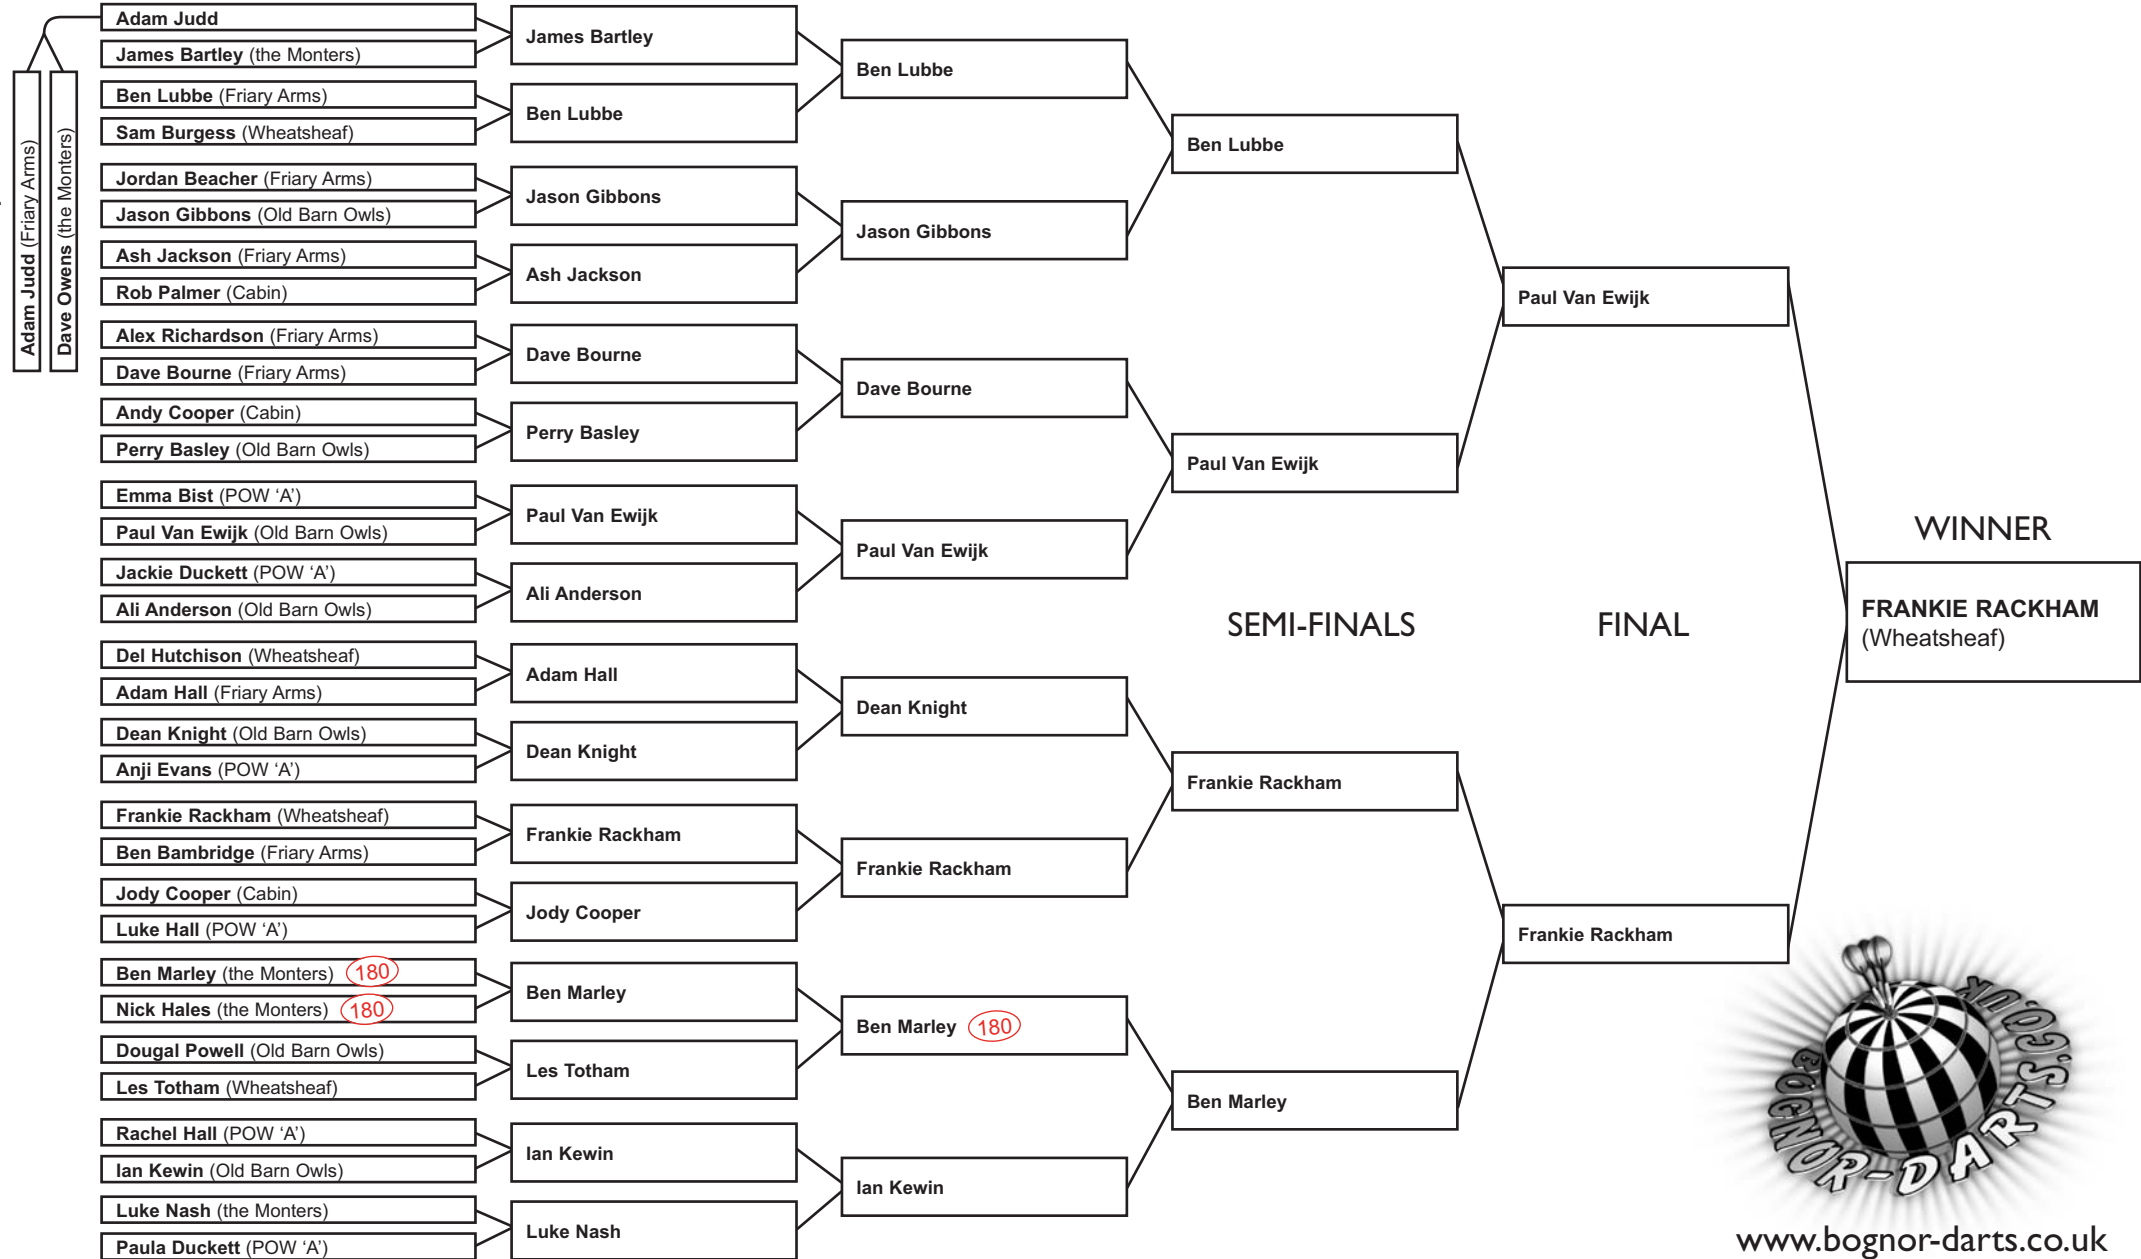 Adam Judd (Friary Arms)
Dave Owens (the Monters)
Adam Judd
James Bartley (the Monters)
Ben Lubbe (Friary Arms)
Sam Burgess (Wheatsheaf)
Jordan Beacher (Friary Arms)
Jason Gibbons (Old Barn Owls)
Ash Jackson (Friary Arms)
Rob Palmer (Cabin)
Alex Richardson (Friary Arms)
Dave Bourne (Friary Arms)
Andy Cooper (Cabin)
Perry Basley (Old Barn Owls)
Emma Bist (POW ‘A’)
Paul Van Ewijk (Old Barn Owls)
Jackie Duckett (POW ‘A’)
Ali Anderson (Old Barn Owls)
Del Hutchison (Wheatsheaf)
Adam Hall (Friary Arms)
Dean Knight (Old Barn Owls)
Anji Evans (POW ‘A’)
Frankie Rackham (Wheatsheaf)
Ben Bambridge (Friary Arms)
Jody Cooper (Cabin)
Luke Hall (POW ‘A’)
Ben Marley (the Monters) 180
Nick Hales (the Monters) 180
Dougal Powell (Old Barn Owls)
Les Totham (Wheatsheaf)
Rachel Hall (POW ‘A’)
Ian Kewin (Old Barn Owls)
Luke Nash (the Monters)
Paula Duckett (POW ‘A’)
James Bartley
Ben Lubbe
Jason Gibbons
Ash Jackson
Dave Bourne
Perry Basley
Paul Van Ewijk
Ali Anderson
Adam Hall
Dean Knight
Frankie Rackham
Jody Cooper
Ben Marley
Les Totham
Ian Kewin
Luke Nash
Ben Lubbe
Jason Gibbons
Dave Bourne
Paul Van Ewijk
Dean Knight
Frankie Rackham
Ben Marley 180
Ian Kewin
Ben Lubbe
Paul Van Ewijk
SEMI-FINALS
Frankie Rackham
Ben Marley
Paul Van Ewijk
FINAL
Frankie Rackham
WINNER
FRANKIE RACKHAM
(Wheatsheaf)
BOGNOR-DARTS.CO.UK
www.bognor-darts.co.uk